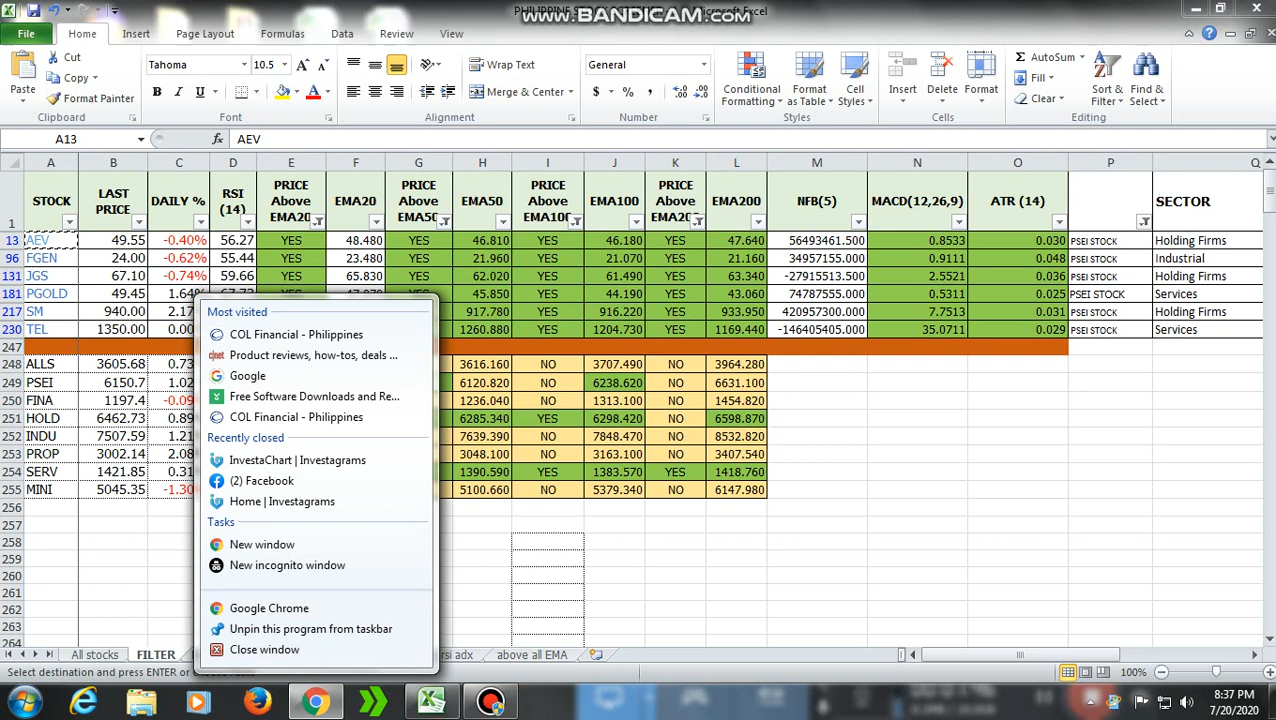 PHILIPPINE STOCK Microsoft Excel
www.BANDICAM.com
File Home Insert Page Layout Formulas Data Review View
Cut
Copy
Format Painter
Paste
Clipboard
Tahoma 10.5
Font
Wrap Text
Merge & Center
Alignment
General
Number
Conditional Formatting
Format as Table
Cell Styles
Styles
Insert Delete Format
Cells
AutoSum
Fill
Clear
Sort & Filter
Find & Select
Editing
A13 fx AEV
A B C D E F G H I J K L M N O P Q
1 STOCK LAST PRICE DAILY % RSI (14) PRICE Above EMA20 EMA20 PRICE Above EMA50 EMA50 PRICE Above EMA100 EMA100 PRICE Above EMA20 EMA200 NFB(5) MACD(12,26,9) ATR (14) SECTOR
13 AEV 49.55 -0.40% 56.27 YES 48.480 YES 46.810 YES 46.180 YES 47.640 56493461.500 0.8533 0.030 PSEI STOCK Holding Firms
96 FGEN 24.00 -0.62% 55.44 YES 23.480 YES 21.960 YES 21.070 YES 21.160 34957155.000 0.9111 0.048 PSEI STOCK Industrial
131 JGS 67.10 -0.74% 59.66 YES 65.830 YES 62.020 YES 61.490 YES 63.340 -27915513.500 2.5521 0.036 PSEI STOCK Holding Firms
181 PGOLD 49.45 1.64% YES 45.850 YES 44.190 YES 43.060 74787565.000 0.5311 0.025 PSEI STOCK Services
217 SM 940.00 2.17 917.780 YES 916.220 YES 933.950 420957300.000 7.7513 0.031 PSEI STOCK Holding Firms
230 TEL 1350.00 0.00 1260.880 YES 1204.730 YES 1169.440 -146405405.000 35.0711 0.029 PSEI STOCK Services
247
248 ALLS 3605.68 0.73 3616.160 NO 3707.490 NO 3964.280
249 PSEI 6150.7 1.02 6120.820 NO 6238.620 NO 6631.100
250 FINA 1197.4 -0.09 1236.040 NO 1313.100 NO 1454.820
251 HOLD 6462.73 0.89 6285.340 YES 6298.420 NO 6598.870
252 INDU 7507.59 1.21 7639.390 NO 7848.470 NO 8532.820
253 PROP 3002.14 2.08 3048.100 NO 3163.100 NO 3407.540
254 SERV 1421.85 0.31 1390.590 YES 1383.570 YES 1418.760
255 MINI 5045.35 -1.30 5100.660 NO 5379.340 NO 6147.980
256
257
258
259
260
261
262
263
264
Most visited
COL Financial - Philippines
Product reviews, how-tos, deals ...
Google
Free Software Downloads and Re...
COL Financial - Philippines
Recently closed
InvestaChart | Investagrams
(2) Facebook
Home | Investagrams
Tasks
New window
New incognito window
Google Chrome
Unpin this program from taskbar
Close window
All stocks FILTER rsi adx above all EMA
Select destination and press ENTER or
100%
8:37 PM
7/20/2020